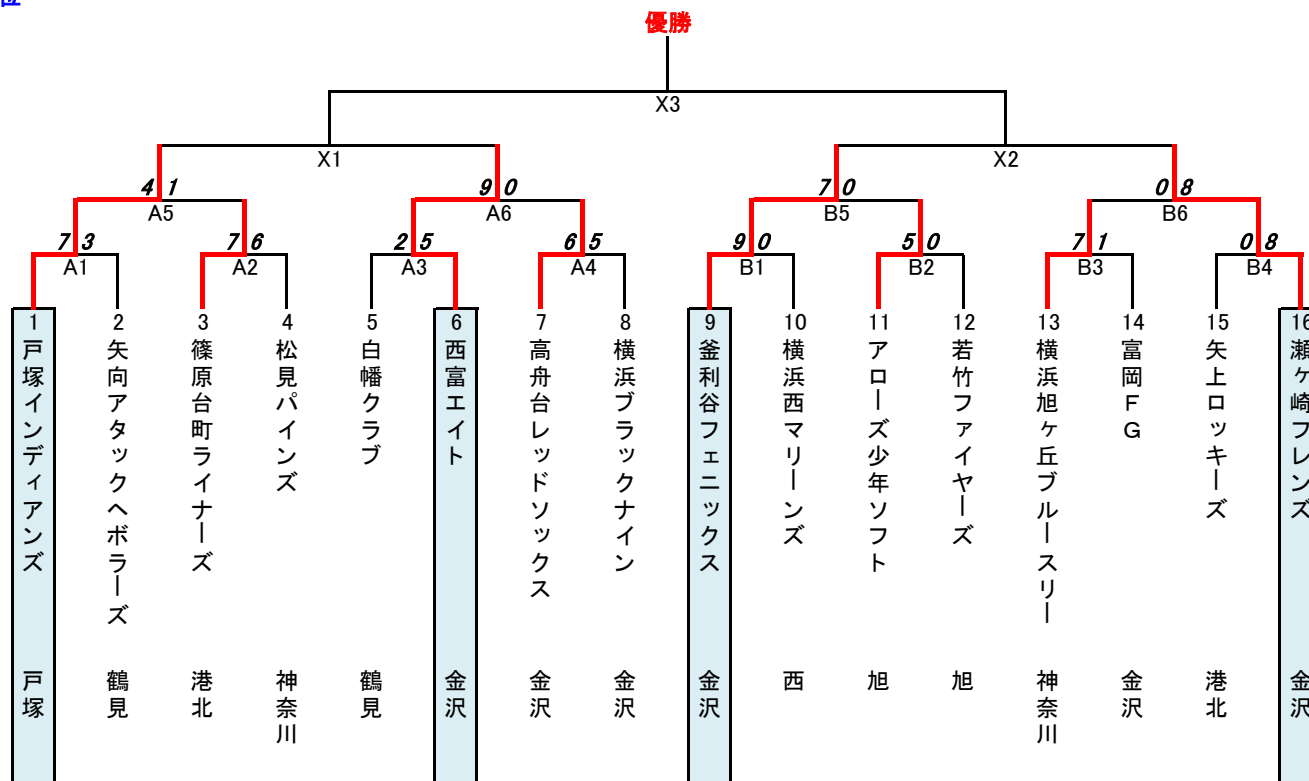 優勝
X3
X1
X2
4 1
9 0
7 0
0 8
A5
A6
B5
B6
7 3
7 6
2 5
6 5
9 0
5 0
7 1
0 8
A1
A2
A3
A4
B1
B2
B3
B4
1
戸塚インディアンズ
戸塚
2
矢向アタックヘボラーズ
鶴見
3
篠原台町ライナーズ
港北
4
松見パインズ
神奈川
5
白幡クラブ
鶴見
6
西富エイト
金沢
7
高舟台レッドソックス
金沢
8
横浜ブラックナイン
金沢
9
釜利谷フェニックス
金沢
10
横浜西マリーンズ
西
11
アローズ少年ソフト
旭
12
若竹ファイヤーズ
旭
13
横浜旭ヶ丘ブルースリー
神奈川
14
富岡FG
金沢
15
矢上ロッキーズ
港北
16
瀬ヶ崎フレンズ
金沢